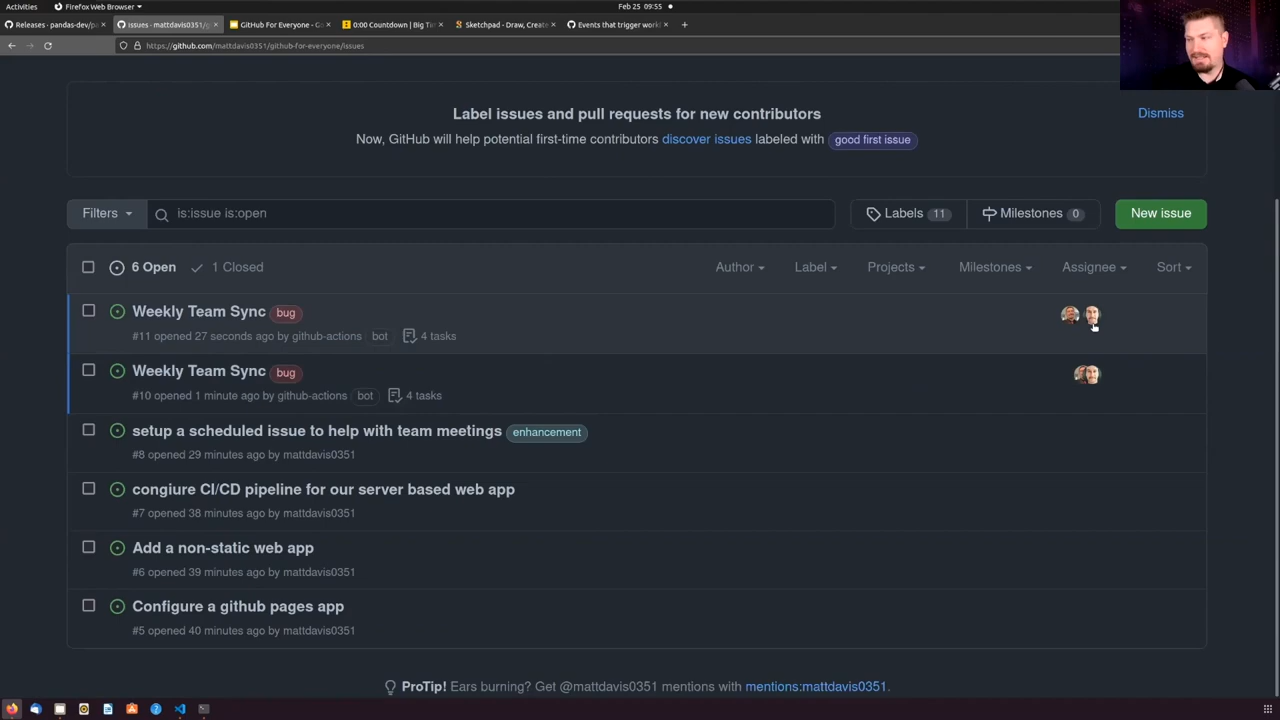 Activities
Firefox Web Browser
Feb 25 09:55
Releases · pandas-dev/pa
Issues · mattdavis0351/g
GitHub For Everyone - Go
0:00 Countdown | Big Ti
Sketchpad - Draw, Create
Events that trigger work
https://github.com/mattdavis0351/github-for-everyone/issues
Label issues and pull requests for new contributors
Dismiss
Now, GitHub will help potential first-time contributors discover issues labeled with good first issue
Filters
is:issue is:open
Labels 11
Milestones 0
New issue
6 Open
1 Closed
Author
Label
Projects
Milestones
Assignee
Sort
Weekly Team Sync bug
#11 opened 27 seconds ago by github-actions bot 4 tasks
Weekly Team Sync bug
#10 opened 1 minute ago by github-actions bot 4 tasks
setup a scheduled issue to help with team meetings enhancement
#8 opened 29 minutes ago by mattdavis0351
congiure CI/CD pipeline for our server based web app
#7 opened 38 minutes ago by mattdavis0351
Add a non-static web app
#6 opened 39 minutes ago by mattdavis0351
Configure a github pages app
#5 opened 40 minutes ago by mattdavis0351
ProTip! Ears burning? Get @mattdavis0351 mentions with mentions:mattdavis0351.